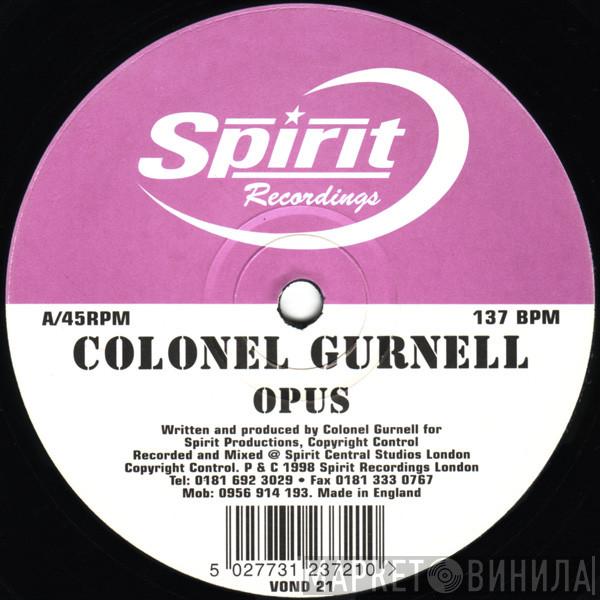 Spirit
Recordings
A/45RPM
137 BPM
COLONEL GURNELL
OPUS
Written and produced by Colonel Gurnell for
Spirit Productions, Copyright Control
Recorded and Mixed @ Spirit Central Studios London
Copyright Control. P & C 1998 Spirit Recordings London
Tel: 0181 692 3029 • Fax 0181 333 0767
Mob: 0956 914 193. Made in England
5 027731 237210 >
VOND 21
МАРКЕТ ВИНИЛА